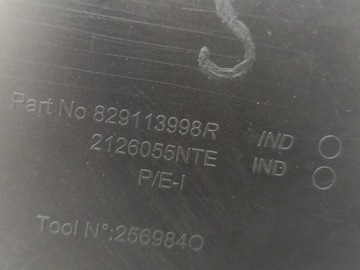 Part No 829113998R IND
2126055NTE IND
P/E-I
Tool N°:256984O